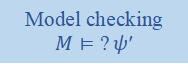 Model checking
M ⊨ ? ψ′